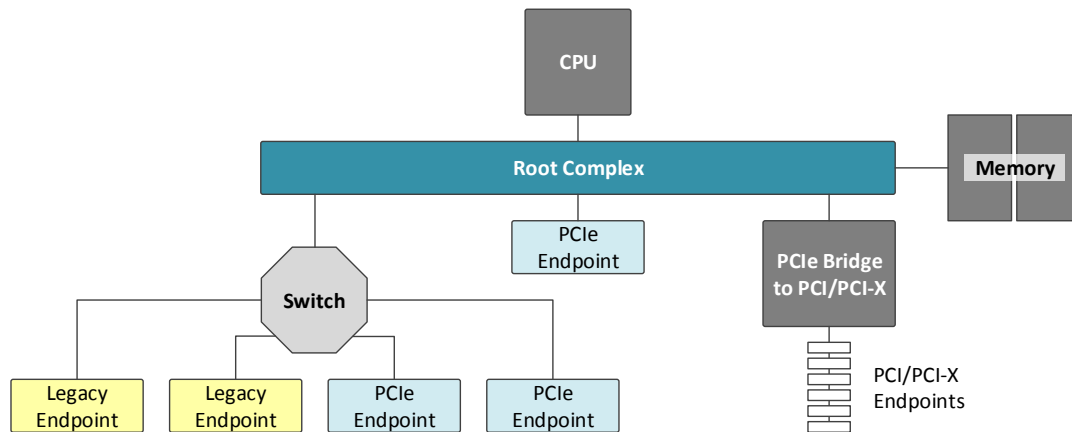 CPU
Root Complex
Memory
PCIe
Endpoint
PCIe Bridge
to PCI/PCI-X
Switch
Legacy
Endpoint
Legacy
Endpoint
PCIe
Endpoint
PCIe
Endpoint
PCI/PCI-X
Endpoints